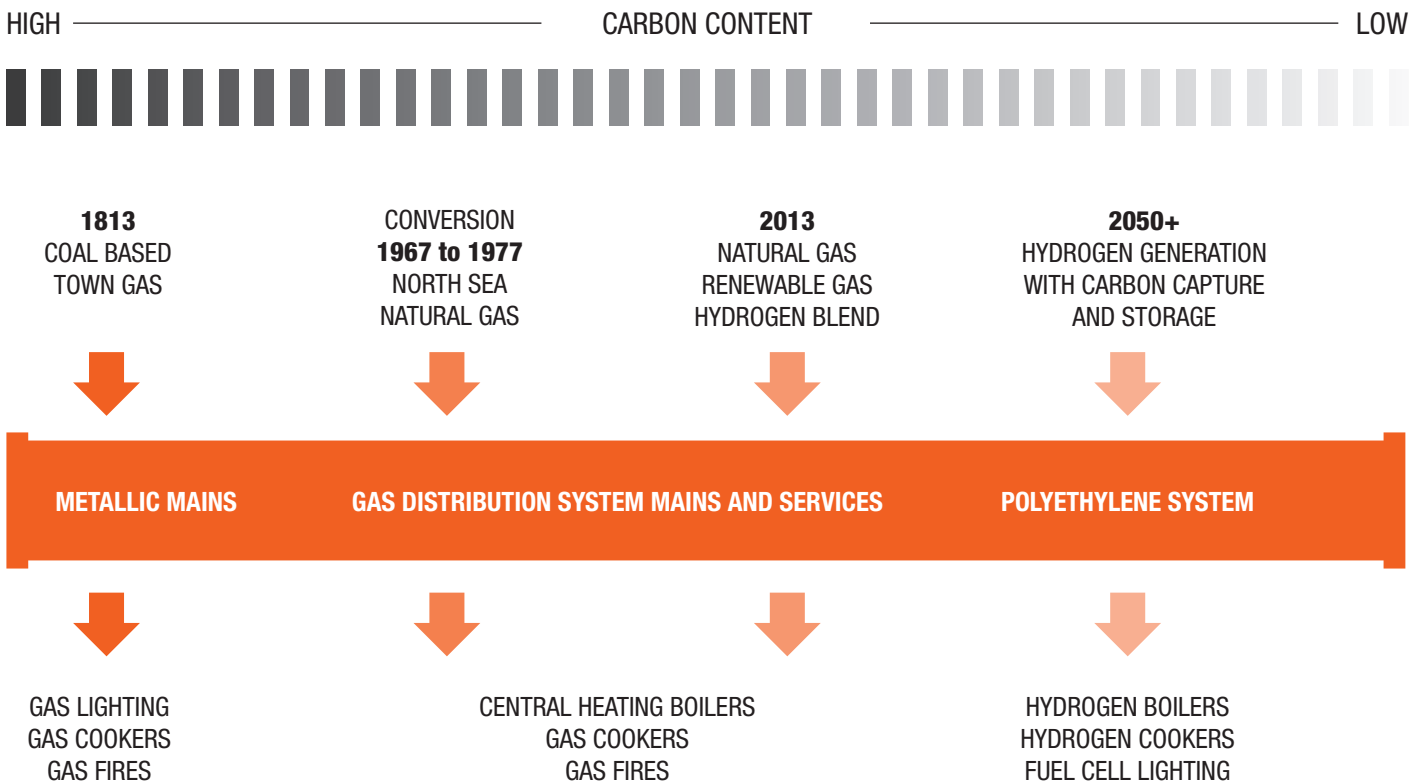 HIGH CARBON CONTENT LOW
1813
COAL BASED
TOWN GAS
CONVERSION
1967 to 1977
NORTH SEA
NATURAL GAS
2013
NATURAL GAS
RENEWABLE GAS
HYDROGEN BLEND
2050+
HYDROGEN GENERATION
WITH CARBON CAPTURE
AND STORAGE
METALLIC MAINS
GAS DISTRIBUTION SYSTEM MAINS AND SERVICES
POLYETHYLENE SYSTEM
GAS LIGHTING
GAS COOKERS
GAS FIRES
CENTRAL HEATING BOILERS
GAS COOKERS
GAS FIRES
HYDROGEN BOILERS
HYDROGEN COOKERS
FUEL CELL LIGHTING